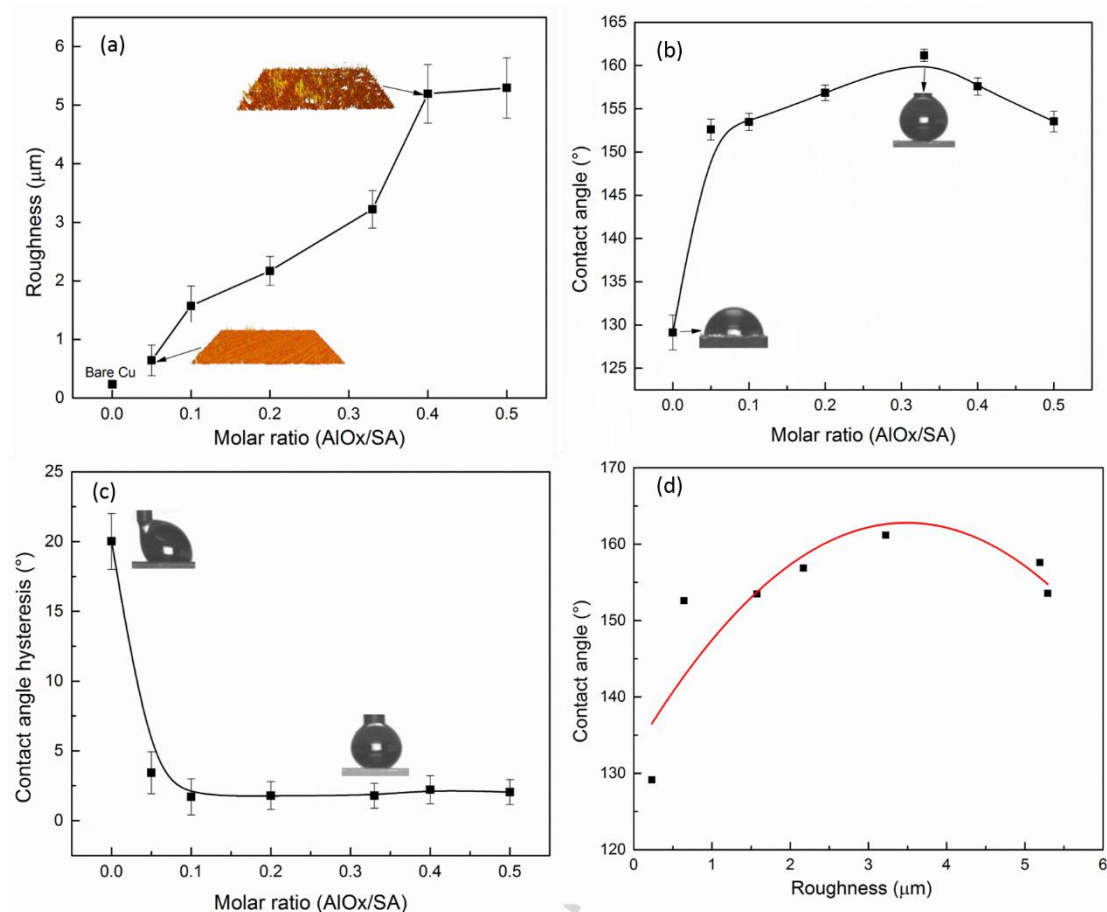 (a)
Roughness (μm)
6
5
4
3
2
1
0
Bare Cu
0.0 0.1 0.2 0.3 0.4 0.5
Molar ratio (AlOx/SA)
(b)
Contact angle (°)
165
160
155
150
145
140
135
130
125
0.0 0.1 0.2 0.3 0.4 0.5
Molar ratio (AlOx/SA)
(c)
Contact angle hysteresis (°)
25
20
15
10
5
0
0.0 0.1 0.2 0.3 0.4 0.5
Molar ratio (AlOx/SA)
(d)
Contact angle (°)
170
160
150
140
130
120
0 1 2 3 4 5 6
Roughness (μm)